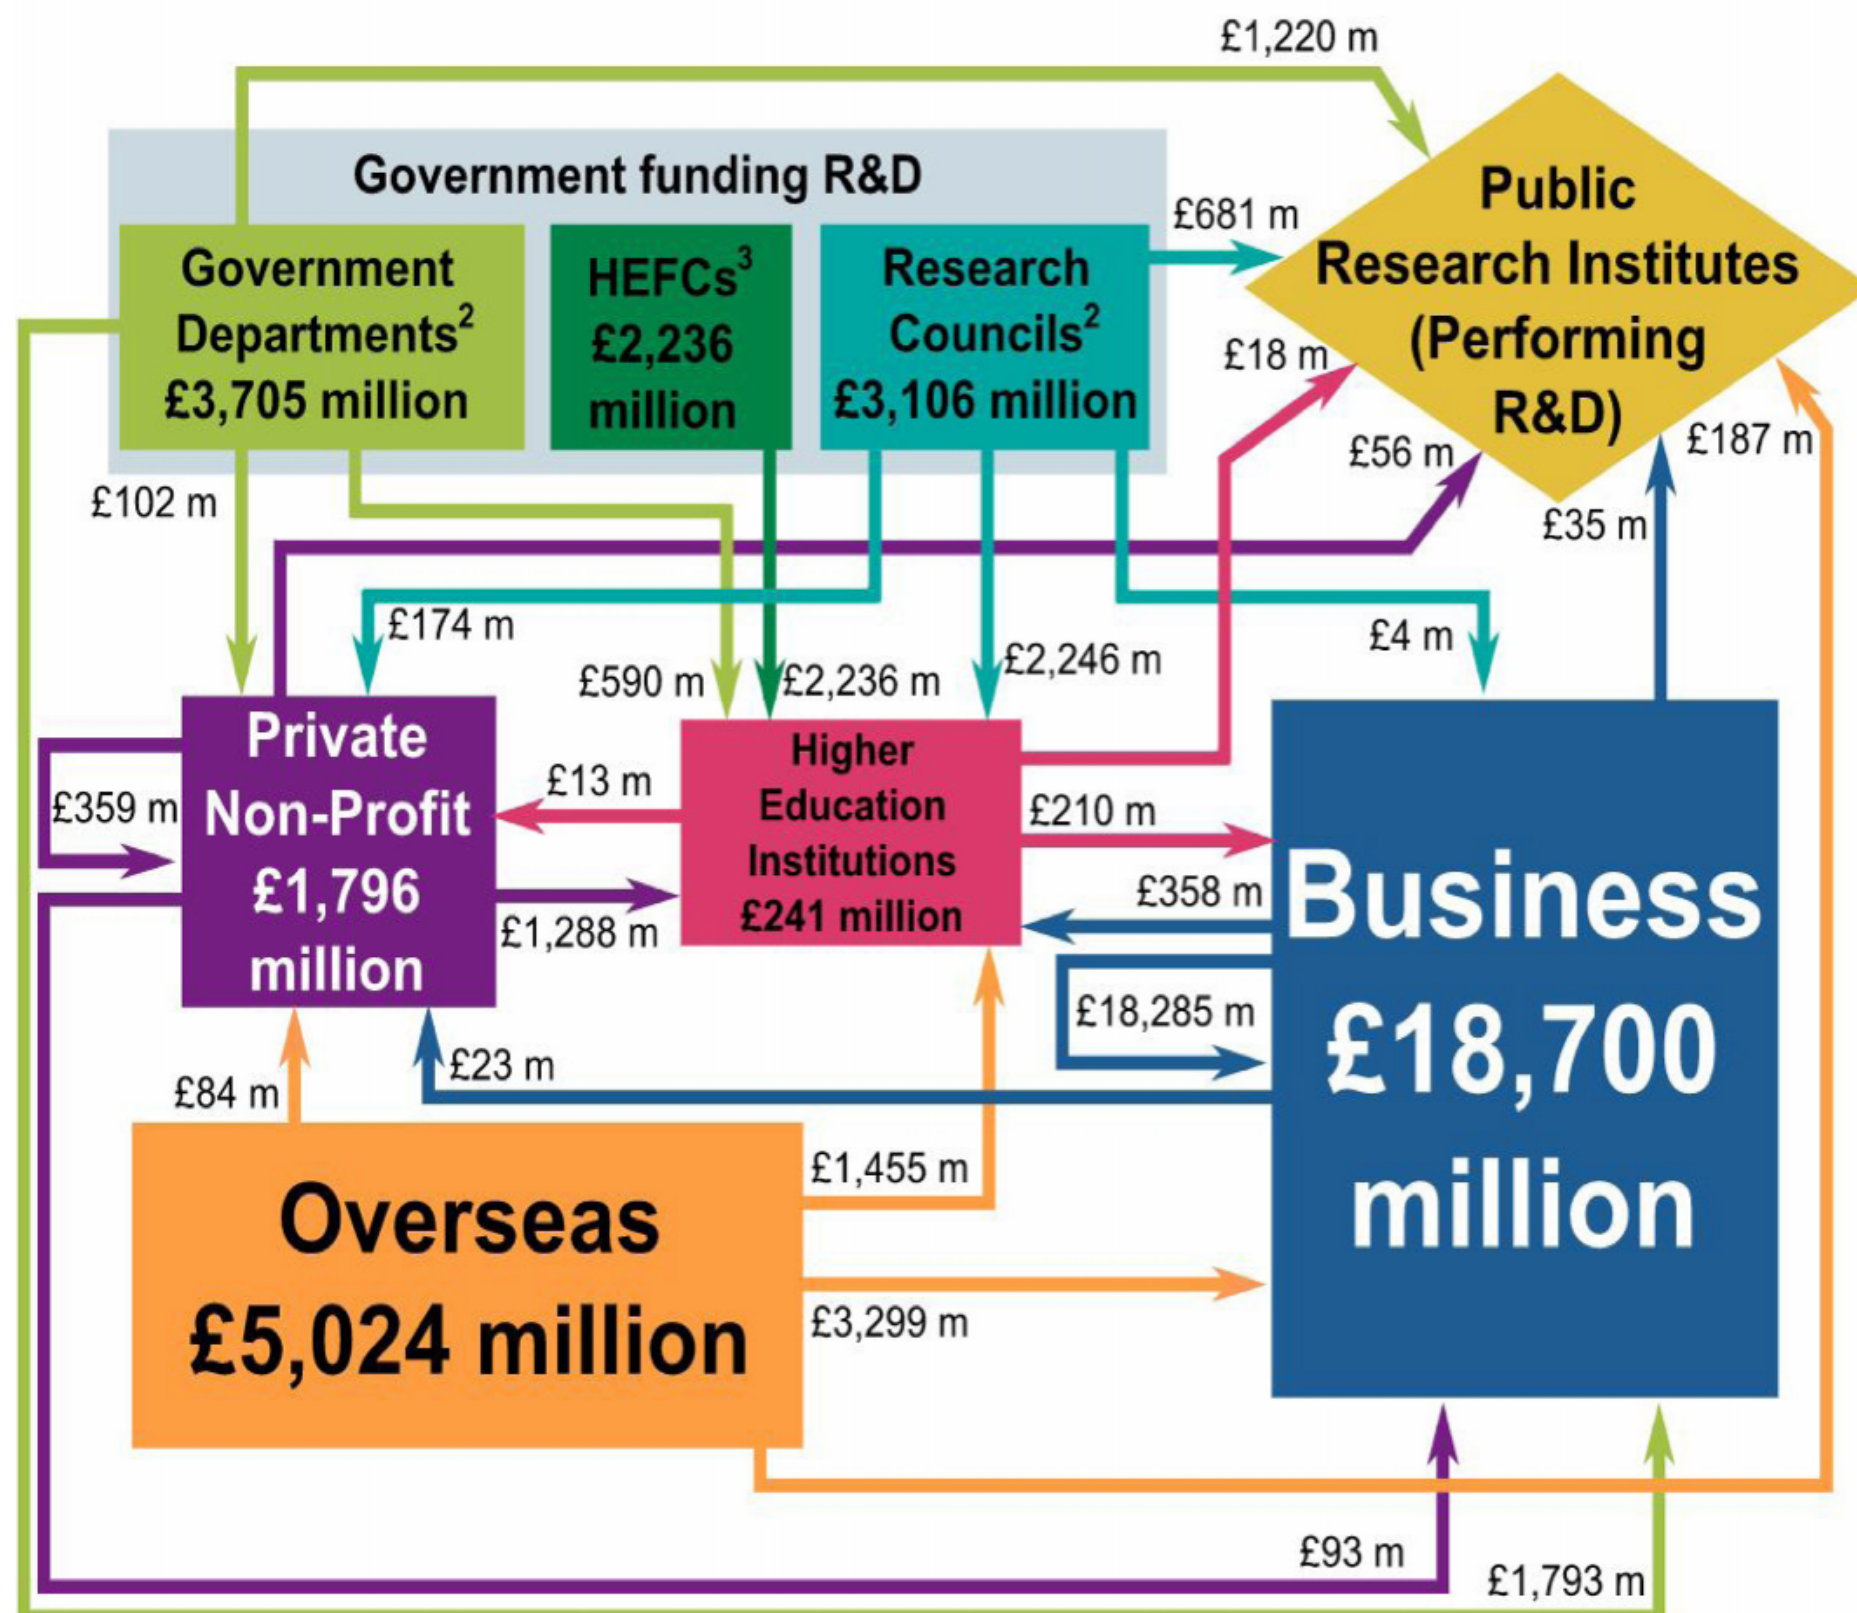 £1,220 m
Government funding R&D
£681 m
Public
Research Institutes
(Performing
R&D)
Government
Departments²
£3,705 million
HEFCs³
£2,236
million
Research
Councils²
£3,106 million
£18 m
£56 m
£187 m
£35 m
£102 m
£174 m
£590 m
£2,236 m
£2,246 m
£4 m
Private
Non-Profit
£1,796
million
£359 m
£13 m
£1,288 m
Higher
Education
Institutions
£241 million
£210 m
£358 m
£18,285 m
Business
£18,700
million
£84 m
£23 m
Overseas
£5,024 million
£1,455 m
£3,299 m
£93 m
£1,793 m